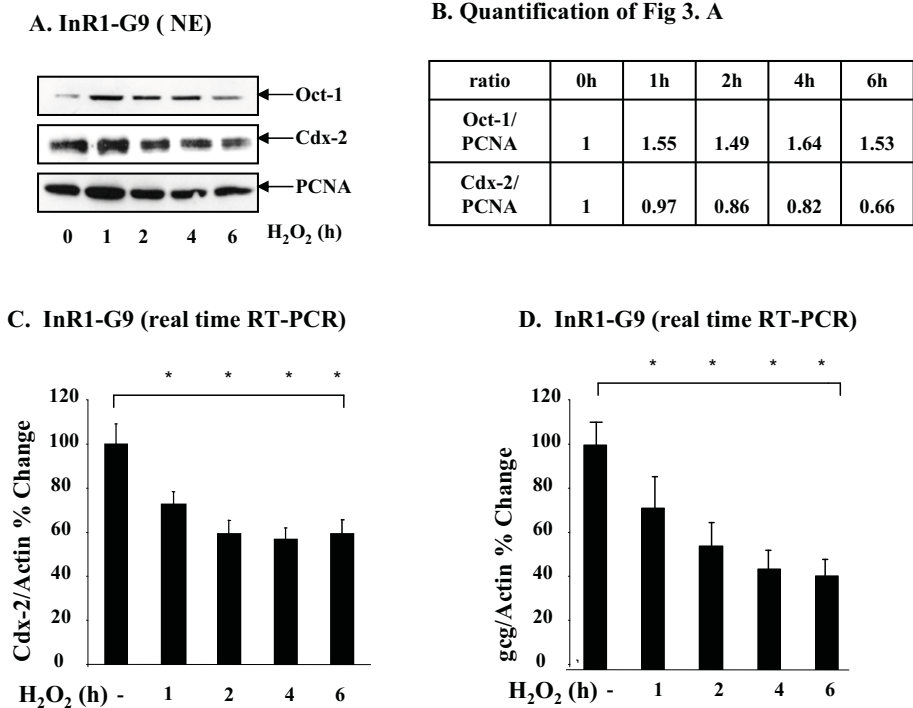 A. InR1-G9 ( NE)
Oct-1
Cdx-2
PCNA
0 1 2 4 6 H₂O₂ (h)
B. Quantification of Fig 3. A
ratio 0h 1h 2h 4h 6h
Oct-1/
PCNA 1 1.55 1.49 1.64 1.53
Cdx-2/
PCNA 1 0.97 0.86 0.82 0.66
C. InR1-G9 (real time RT-PCR)
* * * *
Cdx-2/Actin % Change
120
100
80
60
40
20
0
H₂O₂ (h) - 1 2 4 6
D. InR1-G9 (real time RT-PCR)
* * * *
gcg/Actin % Change
120
100
80
60
40
20
0
H₂O₂ (h) - 1 2 4 6